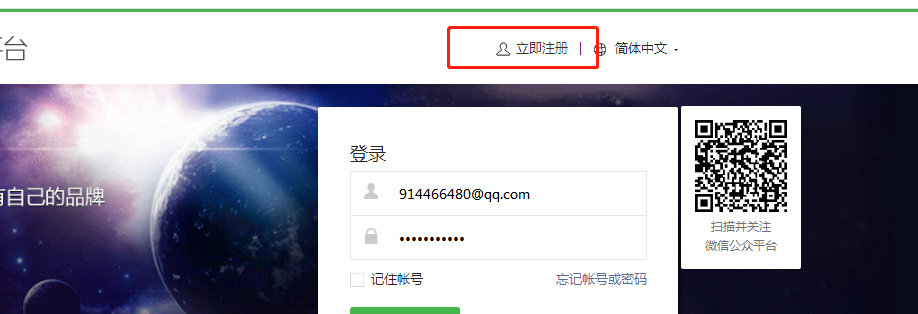 台
立即注册 | 简体中文
有自己的品牌
登录
914466480@qq.com
•••••••••••
记住帐号 忘记帐号或密码
扫描并关注
微信公众平台